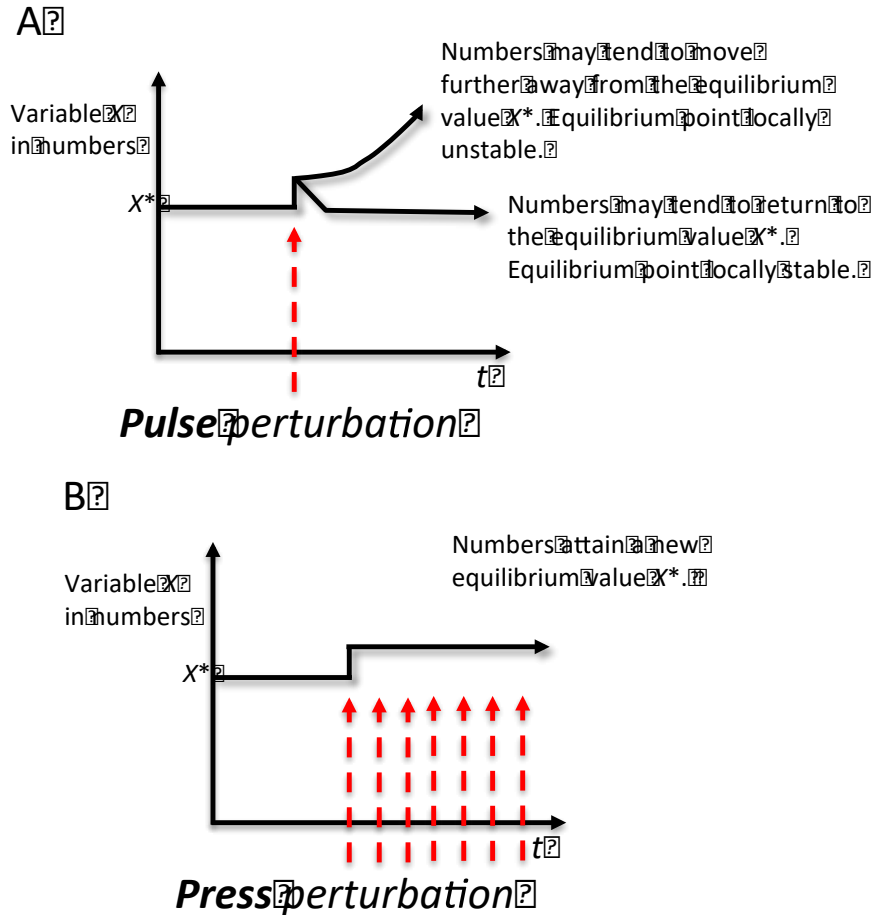 A
Numbers may tend to move
further away from the equilibrium
value X*. Equilibrium point locally
unstable.
Variable X
in numbers
X*
Numbers may tend to return to
the equilibrium value X*.
Equilibrium point locally stable.
t
Pulse perturbation
B
Numbers attain a new
equilibrium value X*.
Variable X
in numbers
X*
t
Press perturbation